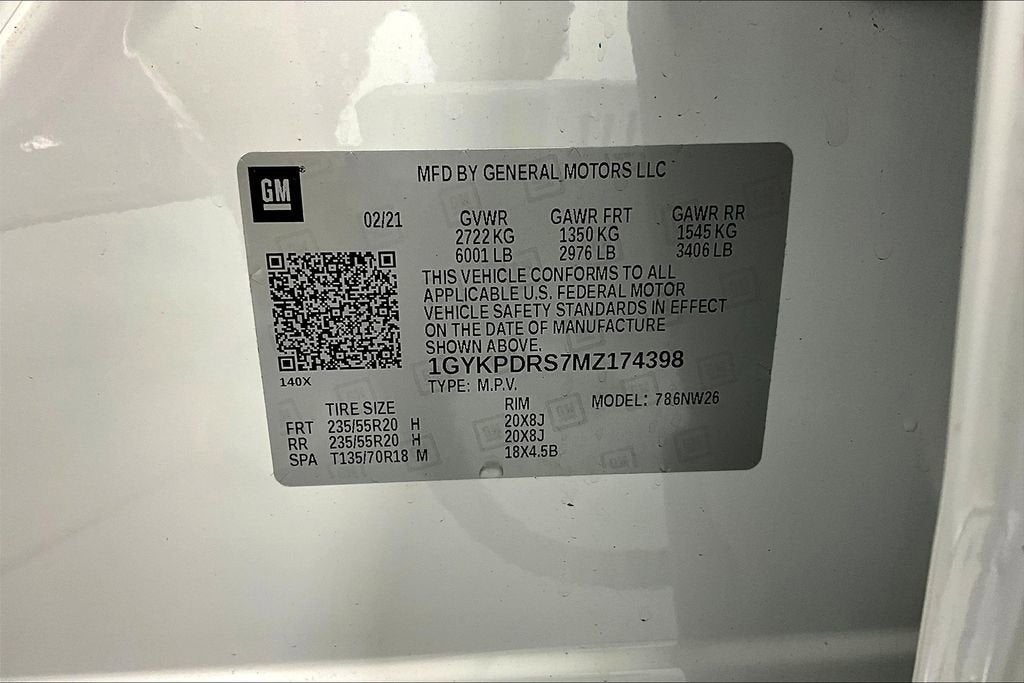 GM
MFD BY GENERAL MOTORS LLC
02/21 GVWR GAWR FRT GAWR RR
2722 KG 1350 KG 1545 KG
6001 LB 2976 LB 3406 LB
THIS VEHICLE CONFORMS TO ALL
APPLICABLE U.S. FEDERAL MOTOR
VEHICLE SAFETY STANDARDS IN EFFECT
ON THE DATE OF MANUFACTURE
SHOWN ABOVE.
1GYKPDRS7MZ174398
140X
TYPE: M.P.V.
TIRE SIZE RIM MODEL: 786NW26
FRT 235/55R20 H 20X8J
RR 235/55R20 H 20X8J
SPA T135/70R18 M 18X4.5B